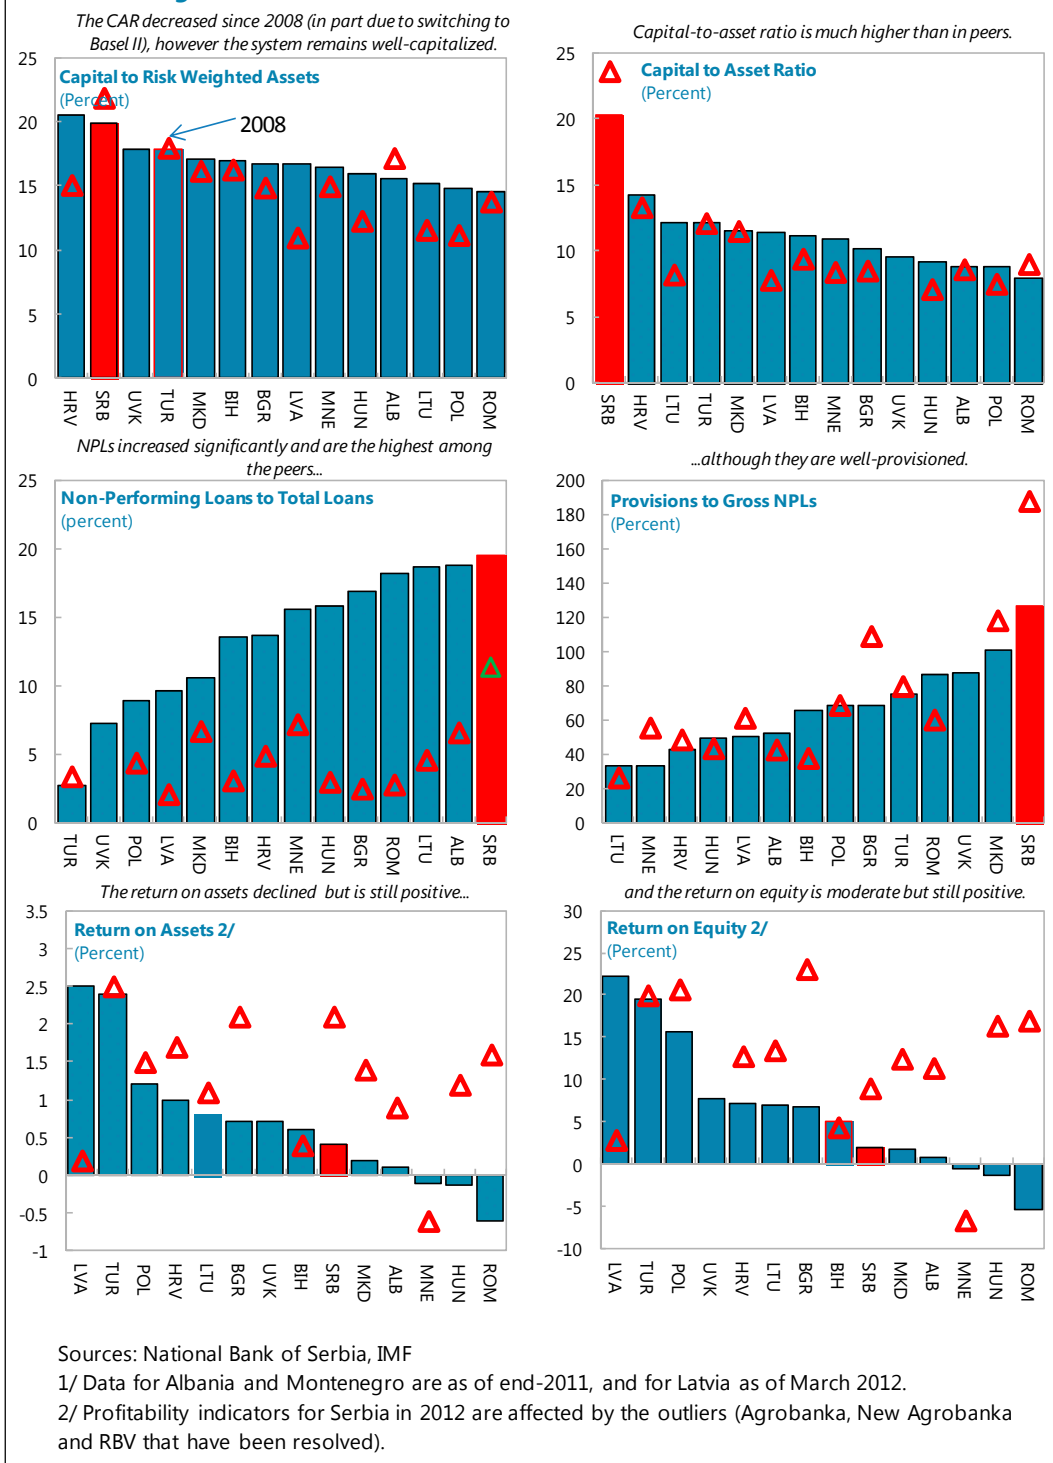 The CAR decreased since 2008 (in part due to switching to
Basel II), however the system remains well-capitalized.
25
20
15
10
5
0
Capital to Risk Weighted Assets
(Percent)
2008
HRV
SRB
UVK
TUR
MKD
BIH
BGR
LVA
MNE
HUN
ALB
LTU
POL
ROM
Capital-to-asset ratio is much higher than in peers.
25
20
15
10
5
0
Capital to Asset Ratio
(Percent)
SRB
HRV
LTU
TUR
MKD
LVA
BIH
MNE
BGR
UVK
HUN
ALB
POL
ROM
NPLs increased significantly and are the highest among
the peers...
25
20
15
10
5
0
Non-Performing Loans to Total Loans
(percent)
TUR
UVK
POL
LVA
MKD
BIH
HRV
MNE
HUN
BGR
ROM
LTU
ALB
SRB
...although they are well-provisioned.
200
180
160
140
120
100
80
60
40
20
0
Provisions to Gross NPLs
(Percent)
LTU
MNE
HRV
HUN
LVA
ALB
BIH
POL
BGR
TUR
ROM
UVK
MKD
SRB
The return on assets declined but is still positive...
3.5
3
2.5
2
1.5
1
0.5
0
-0.5
-1
Return on Assets 2/
(Percent)
LVA
TUR
POL
HRV
LTU
BGR
UVK
BIH
SRB
MKD
ALB
MNE
HUN
ROM
and the return on equity is moderate but still positive.
30
25
20
15
10
5
0
-5
-10
Return on Equity 2/
(Percent)
LVA
TUR
POL
UVK
HRV
LTU
BGR
BIH
SRB
MKD
ALB
MNE
HUN
ROM
Sources: National Bank of Serbia, IMF
1/ Data for Albania and Montenegro are as of end-2011, and for Latvia as of March 2012.
2/ Profitability indicators for Serbia in 2012 are affected by the outliers (Agrobanka, New Agrobanka
and RBV that have been resolved).